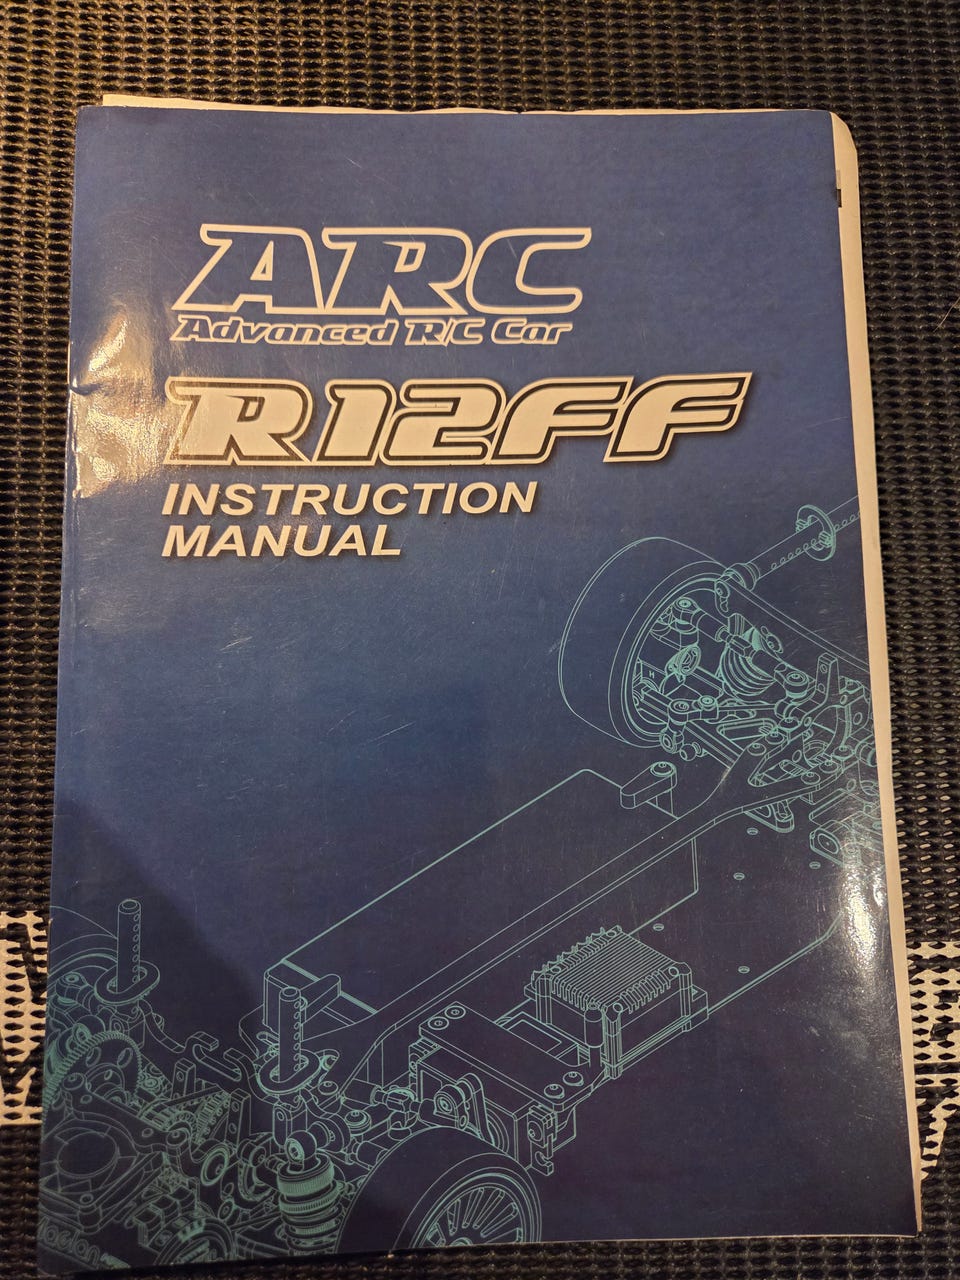 ARC
Advanced R/C Car
R12FF
INSTRUCTION
MANUAL
H